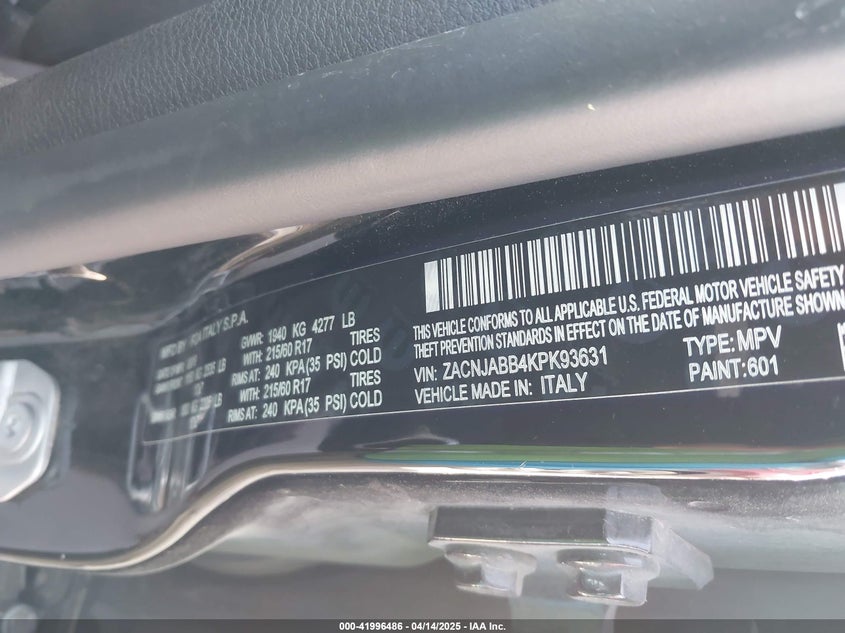 FCA ITALY S.P.A.
GWR: 1940 KG 4277 LB
WITH: 215/60 R17 TIRES
RIMS AT: 240 KPA(35 PSI) COLD
WITH: 215/60 R17 TIRES
RIMS AT: 240 KPA(35 PSI) COLD
THIS VEHICLE CONFORMS TO ALL APPLICABLE U.S. FEDERAL MOTOR VEHICLE SAFETY
THEFT PREVENTION STANDARDS IN EFFECT ON THE DATE OF MANUFACTURE SHOWN
VIN: ZACNJABB4KPK93631 TYPE: MPV
VEHICLE MADE IN: ITALY PAINT:601
000-41996486 - 04/14/2025 - IAA Inc.